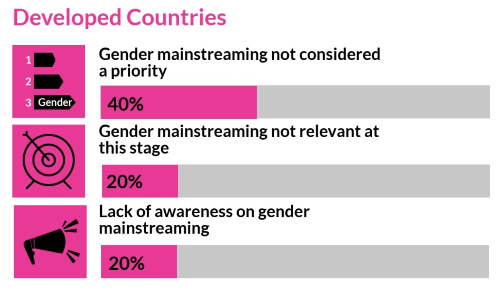 Developed Countries
1
2
3 Gender
Gender mainstreaming not considered
a priority
40%
Gender mainstreaming not relevant at
this stage
20%
Lack of awareness on gender
mainstreaming
20%